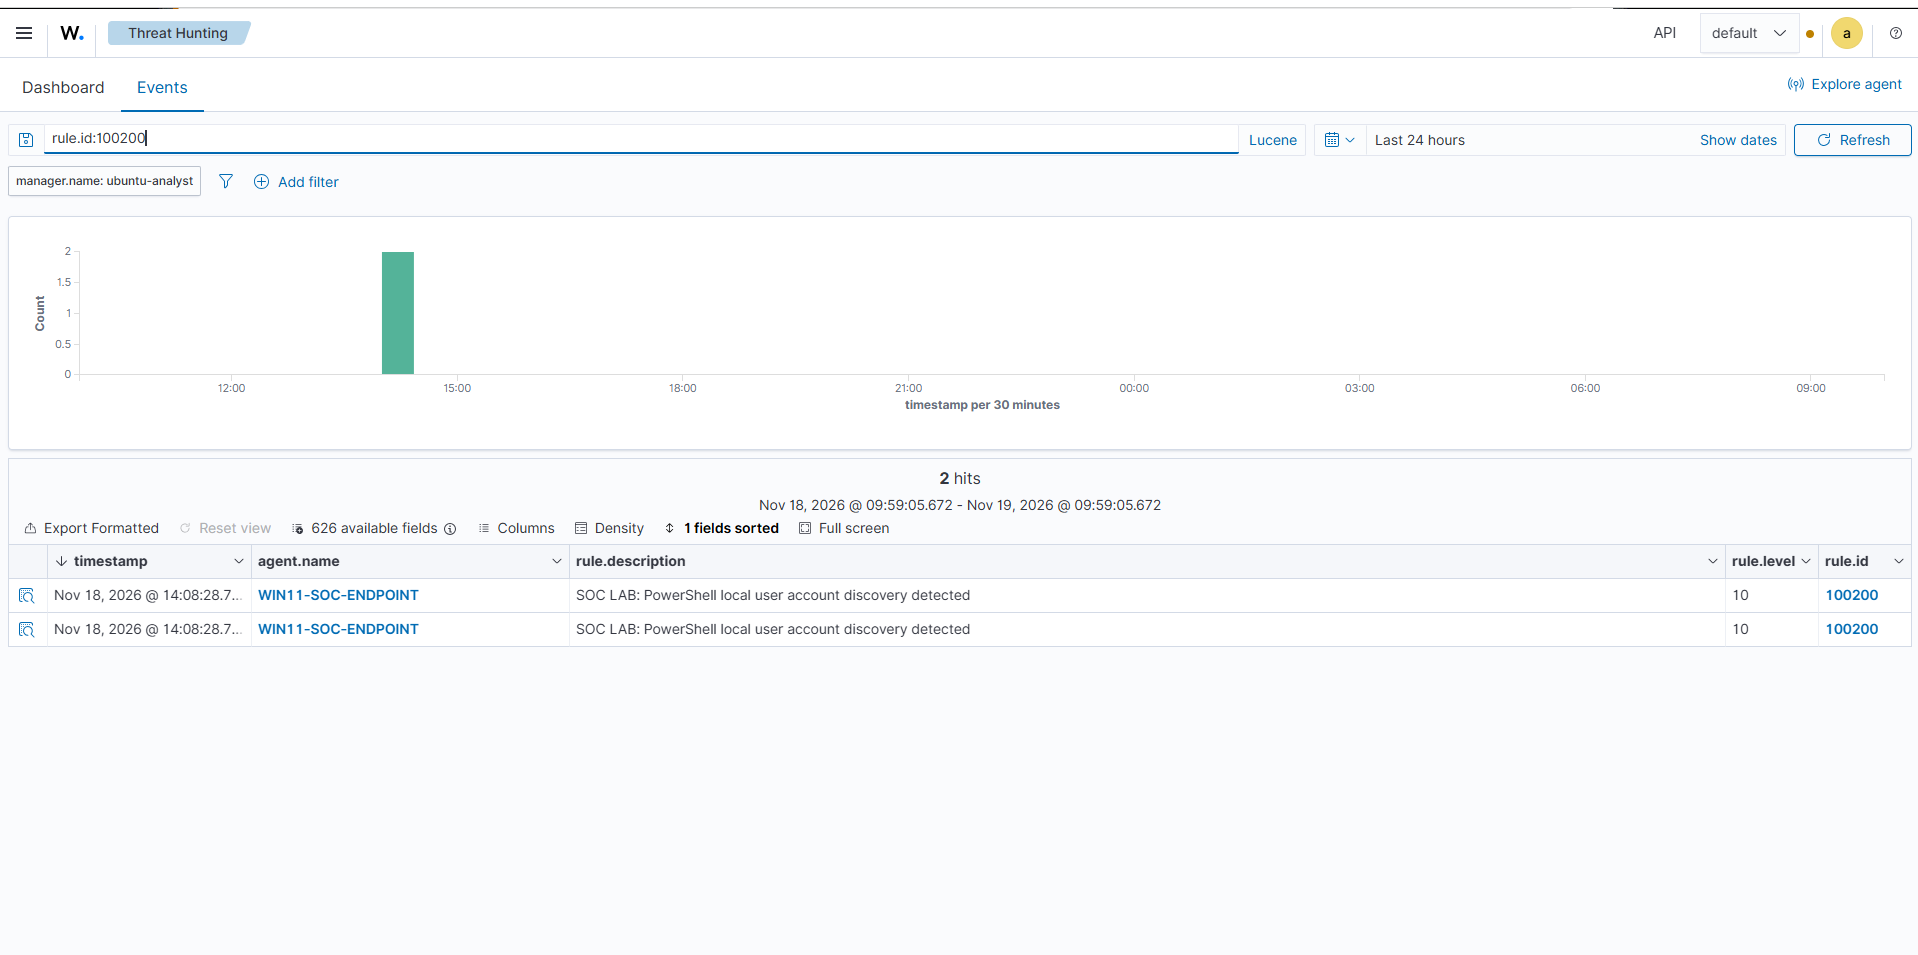 W. Threat Hunting API default a
Dashboard Events Explore agent
rule.id:100200 Lucene Last 24 hours Show dates Refresh
manager.name: ubuntu-analyst Add filter
2
1.5
1
0.5
0
Count
12:00 15:00 18:00 21:00 00:00 03:00 06:00 09:00
timestamp per 30 minutes
2 hits
Nov 18, 2026 @ 09:59:05.672 - Nov 19, 2026 @ 09:59:05.672
Export Formatted Reset view 626 available fields Columns Density 1 fields sorted Full screen
timestamp agent.name rule.description rule.level rule.id
Nov 18, 2026 @ 14:08:28.7... WIN11-SOC-ENDPOINT SOC LAB: PowerShell local user account discovery detected 10 100200
Nov 18, 2026 @ 14:08:28.7... WIN11-SOC-ENDPOINT SOC LAB: PowerShell local user account discovery detected 10 100200